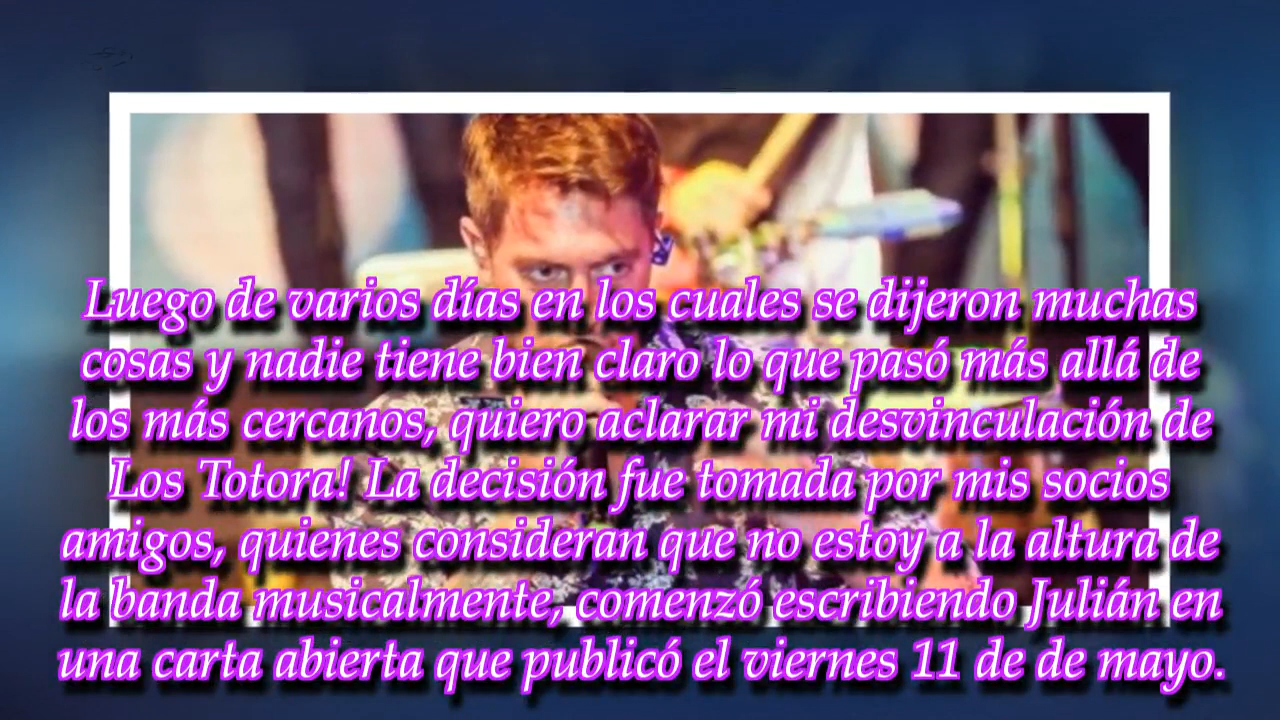 Luego de varios días en los cuales se dijeron muchas
cosas y nadie tiene bien claro lo que pasó más allá de
los más cercanos, quiero aclarar mi desvinculación de
Los Totora! La decisión fue tomada por mis socios
amigos, quienes consideran que no estoy a la altura de
la banda musicalmente, comenzó escribiendo Julián en
una carta abierta que publicó el viernes 11 de de mayo.